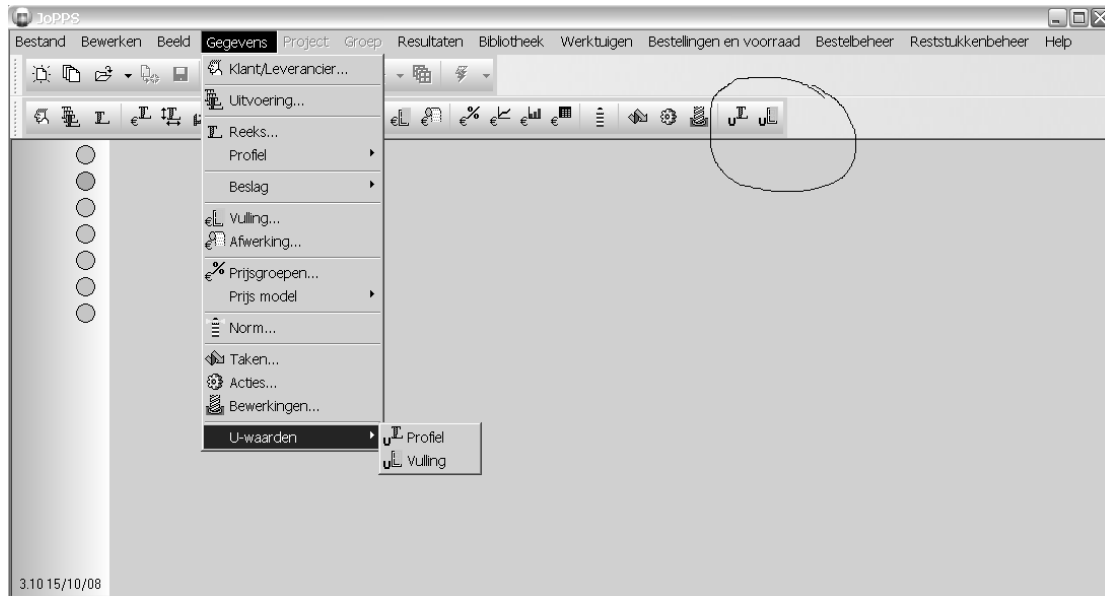 JoPPS
Bestand Bewerken Beeld Gegevens Project Groep Resultaten Bibliotheek Werktuigen Bestellingen en voorraad Bestelbeheer Reststukkenbeheer Help
Klant/Leverancier...
Uitvoering...
Reeks...
Profiel
Beslag
Vulling...
Afwerking...
Prijsgroepen...
Prijs model
Norm...
Taken...
Acties...
Bewerkingen...
U-waarden
Profiel
Vulling
3.10 15/10/08